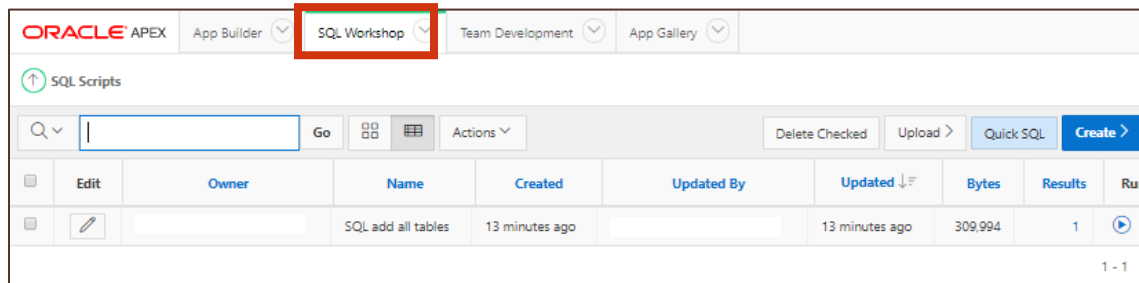 ORACLE APEX App Builder SQL Workshop Team Development App Gallery
SQL Scripts
Go Actions Delete Checked Upload > Quick SQL Create >
Edit Owner Name Created Updated By Updated Bytes Results Ru
SQL add all tables 13 minutes ago 13 minutes ago 309,994 1
1 - 1